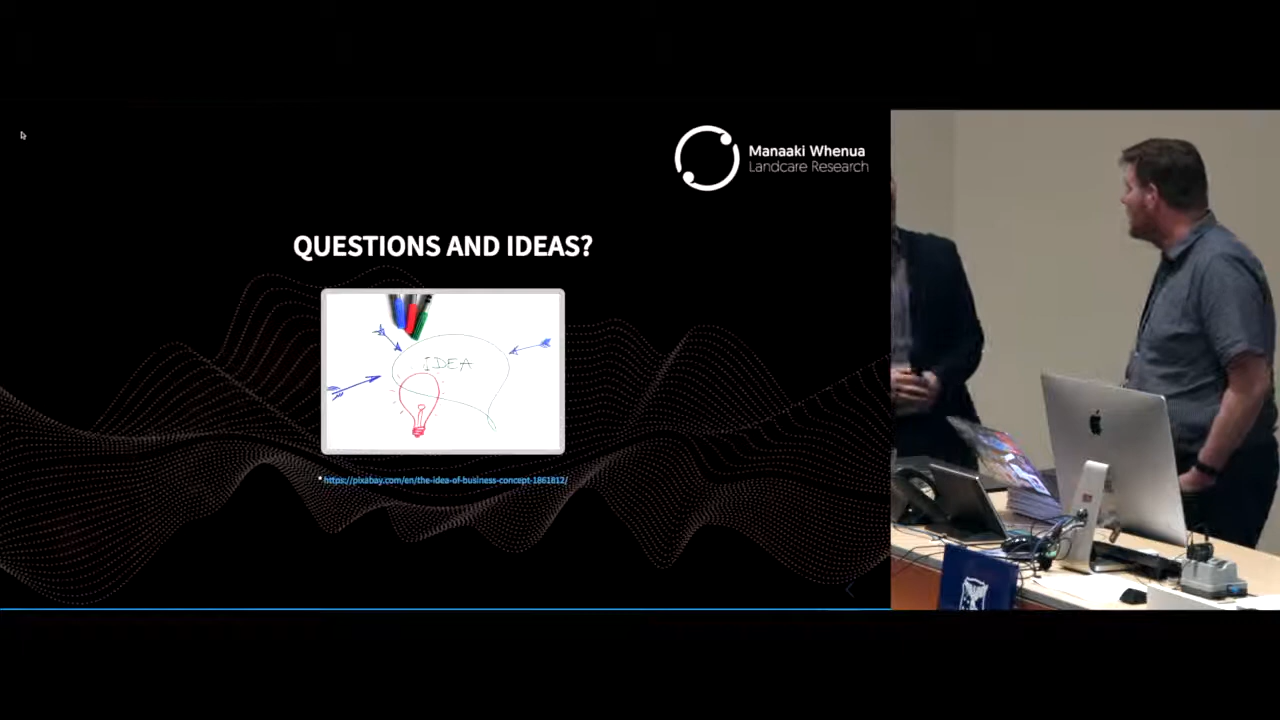 Manaaki Whenua
Landcare Research
QUESTIONS AND IDEAS?
IDEA
https://pixabay.com/en/the-idea-of-business-concept-1861812/